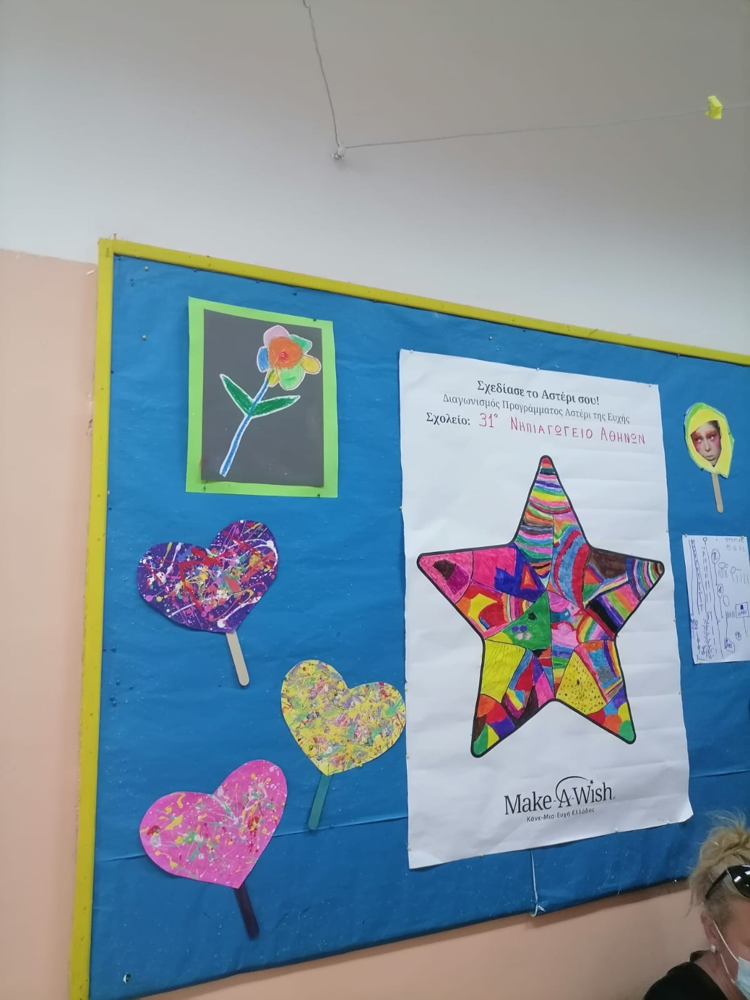 Σχεδίασε το Αστέρι σου!
Διαγωνισμός Προγράμματος Αστέρι της Ευχής
Σχολείο: 31° ΝΗΠΙΑΓΩΓΕΙΟ ΑΘΗΝΩΝ
Make-A-Wish®
Κάνε-Μια-Ευχή Ελλάδος